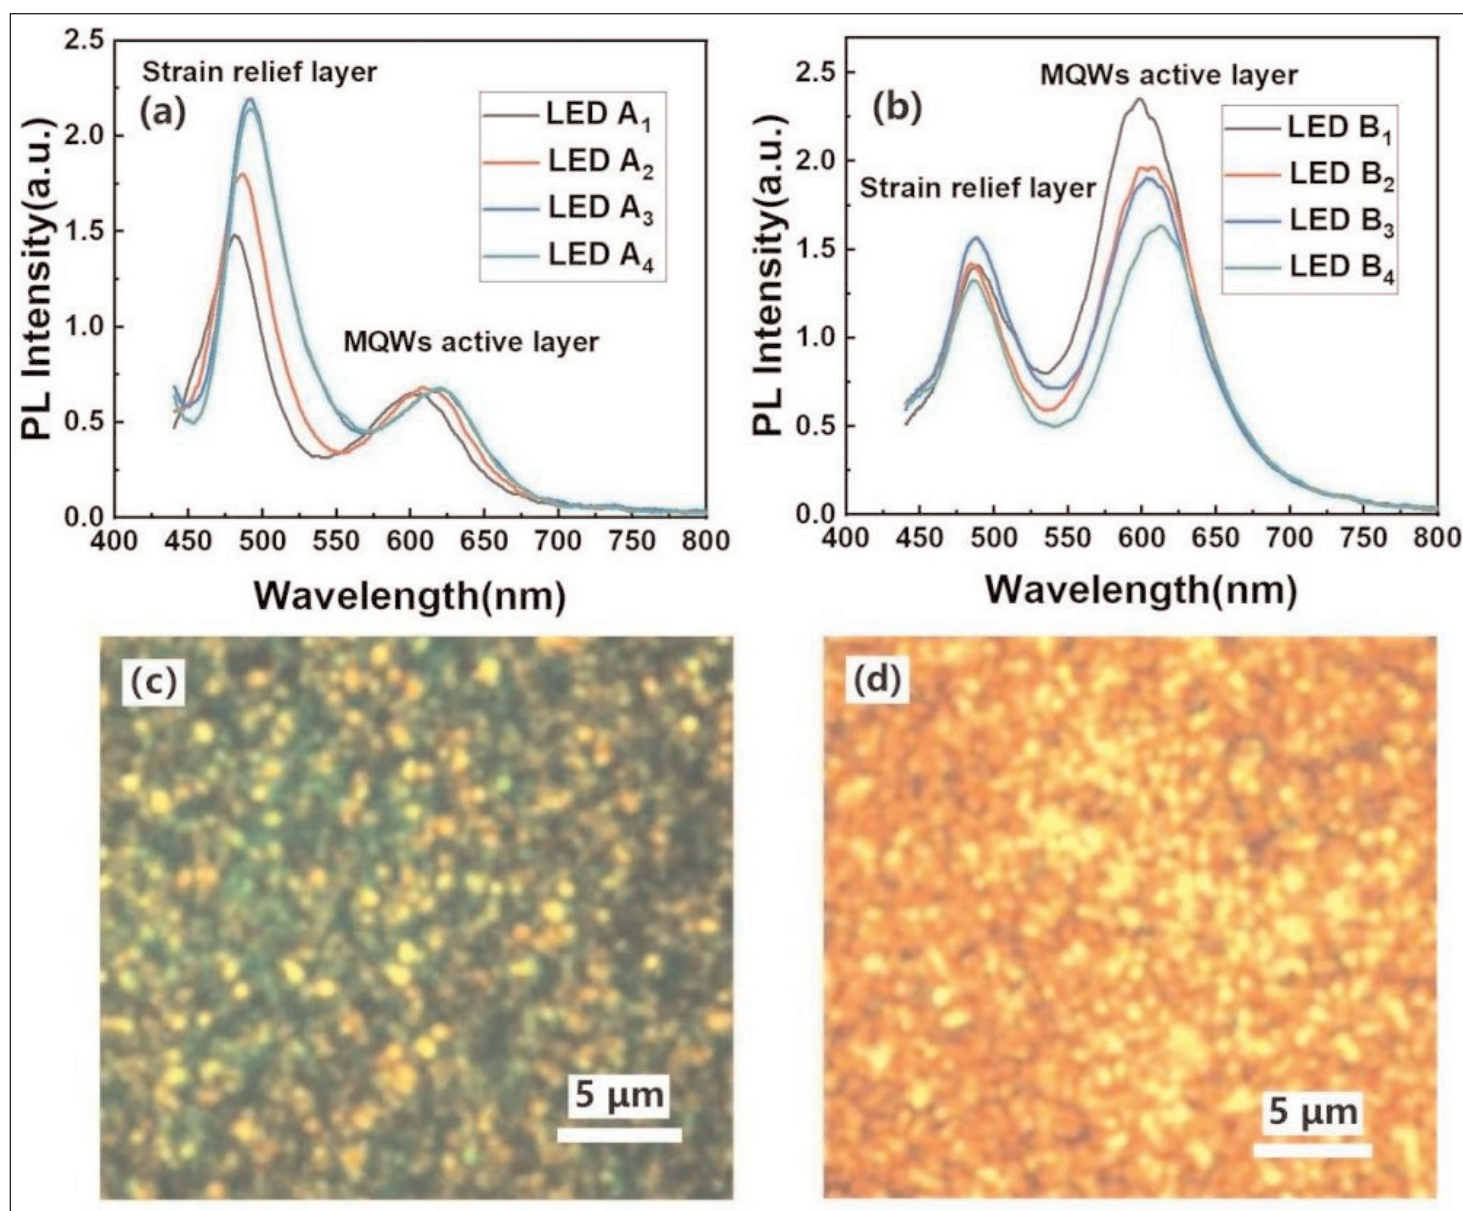 2.5
2.0
1.5
1.0
0.5
0.0
PL Intensity(a.u.)
Strain relief layer
(a)
LED A1
LED A2
LED A3
LED A4
MQWs active layer
400 450 500 550 600 650 700 750 800
Wavelength(nm)
2.5
2.0
1.5
1.0
0.5
0.0
PL Intensity(a.u.)
MQWs active layer
(b)
LED B1
LED B2
LED B3
LED B4
Strain relief layer
400 450 500 550 600 650 700 750 800
Wavelength(nm)
(c)
5 μm
(d)
5 μm